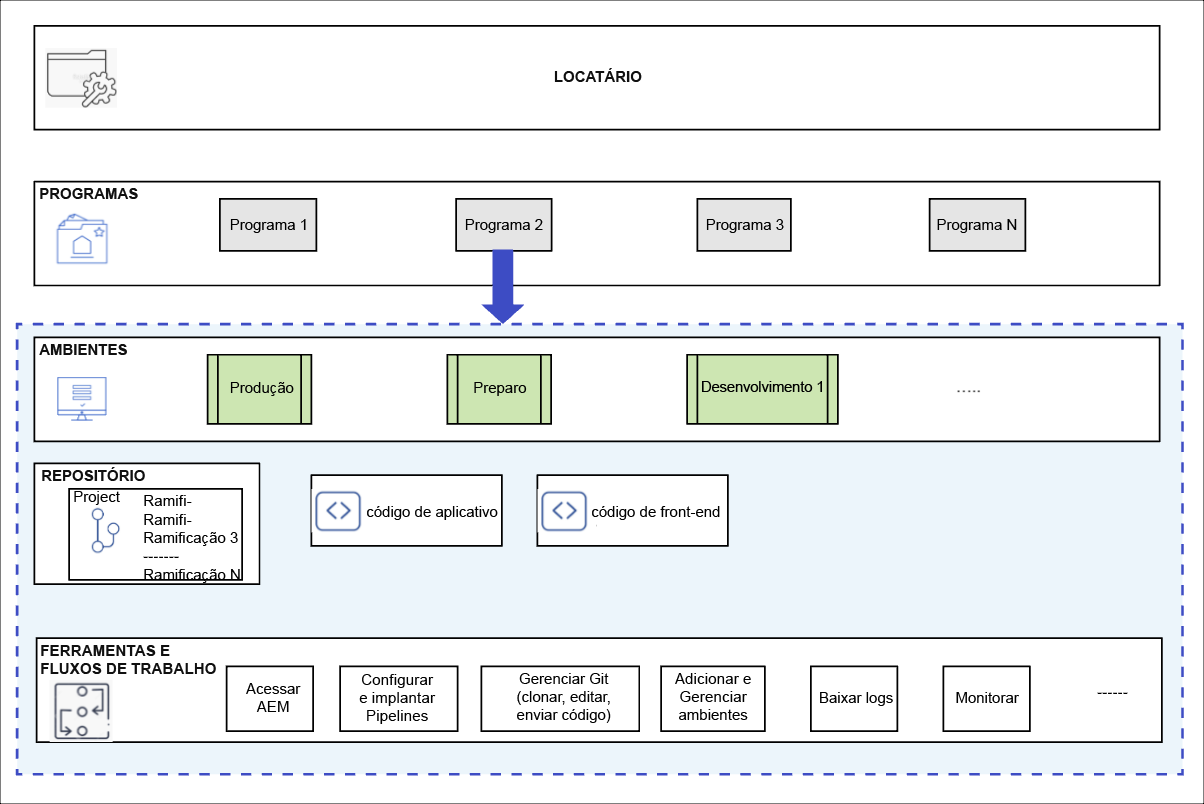 LOCATÁRIO
PROGRAMAS
Programa 1
Programa 2
Programa 3
Programa N
AMBIENTES
Produção
Preparo
Desenvolvimento 1
.....
REPOSITÓRIO
Project
Ramifi-
Ramifi-
Ramificação 3
-------
Ramificação N
código de aplicativo
código de front-end
FERRAMENTAS E
FLUXOS DE TRABALHO
Acessar
AEM
Configurar
e implantar
Pipelines
Gerenciar Git
(clonar, editar,
enviar código)
Adicionar e
Gerenciar
ambientes
Baixar logs
Monitorar
------